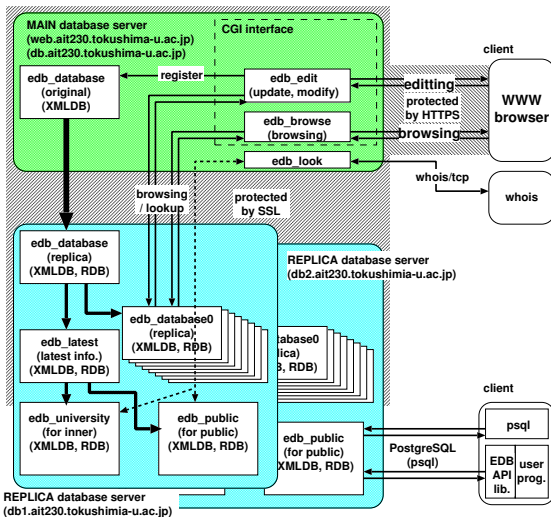 MAIN database server
(web.ait230.tokushima-u.ac.jp)
(db.ait230.tokushima-u.ac.jp)
CGI interface
client
edb_database
(original)
(XMLDB)
register
edb_edit
(update, modify)
editting
protected
by HTTPS
WWW
browser
edb_browse
(browsing)
browsing
edb_look
whois/tcp
whois
browsing
/ lookup
protected
by SSL
edb_database
(replica)
(XMLDB, RDB)
REPLICA database server
(db2.ait230.tokushimia-u.ac.jp)
edb_database0
(replica)
(XMLDB, RDB)
_database0
plica)
DB, RDB)
edb_latest
(latest info.)
(XMLDB, RDB)
edb_university
(for inner)
(XMLDB, RDB)
edb_public
(for public)
(XMLDB, RDB)
edb_public
(for public)
(XMLDB, RDB)
PostgreSQL
(psql)
client
psql
EDB
API
lib.
user
prog.
REPLICA database server
(db1.ait230.tokushimia-u.ac.jp)